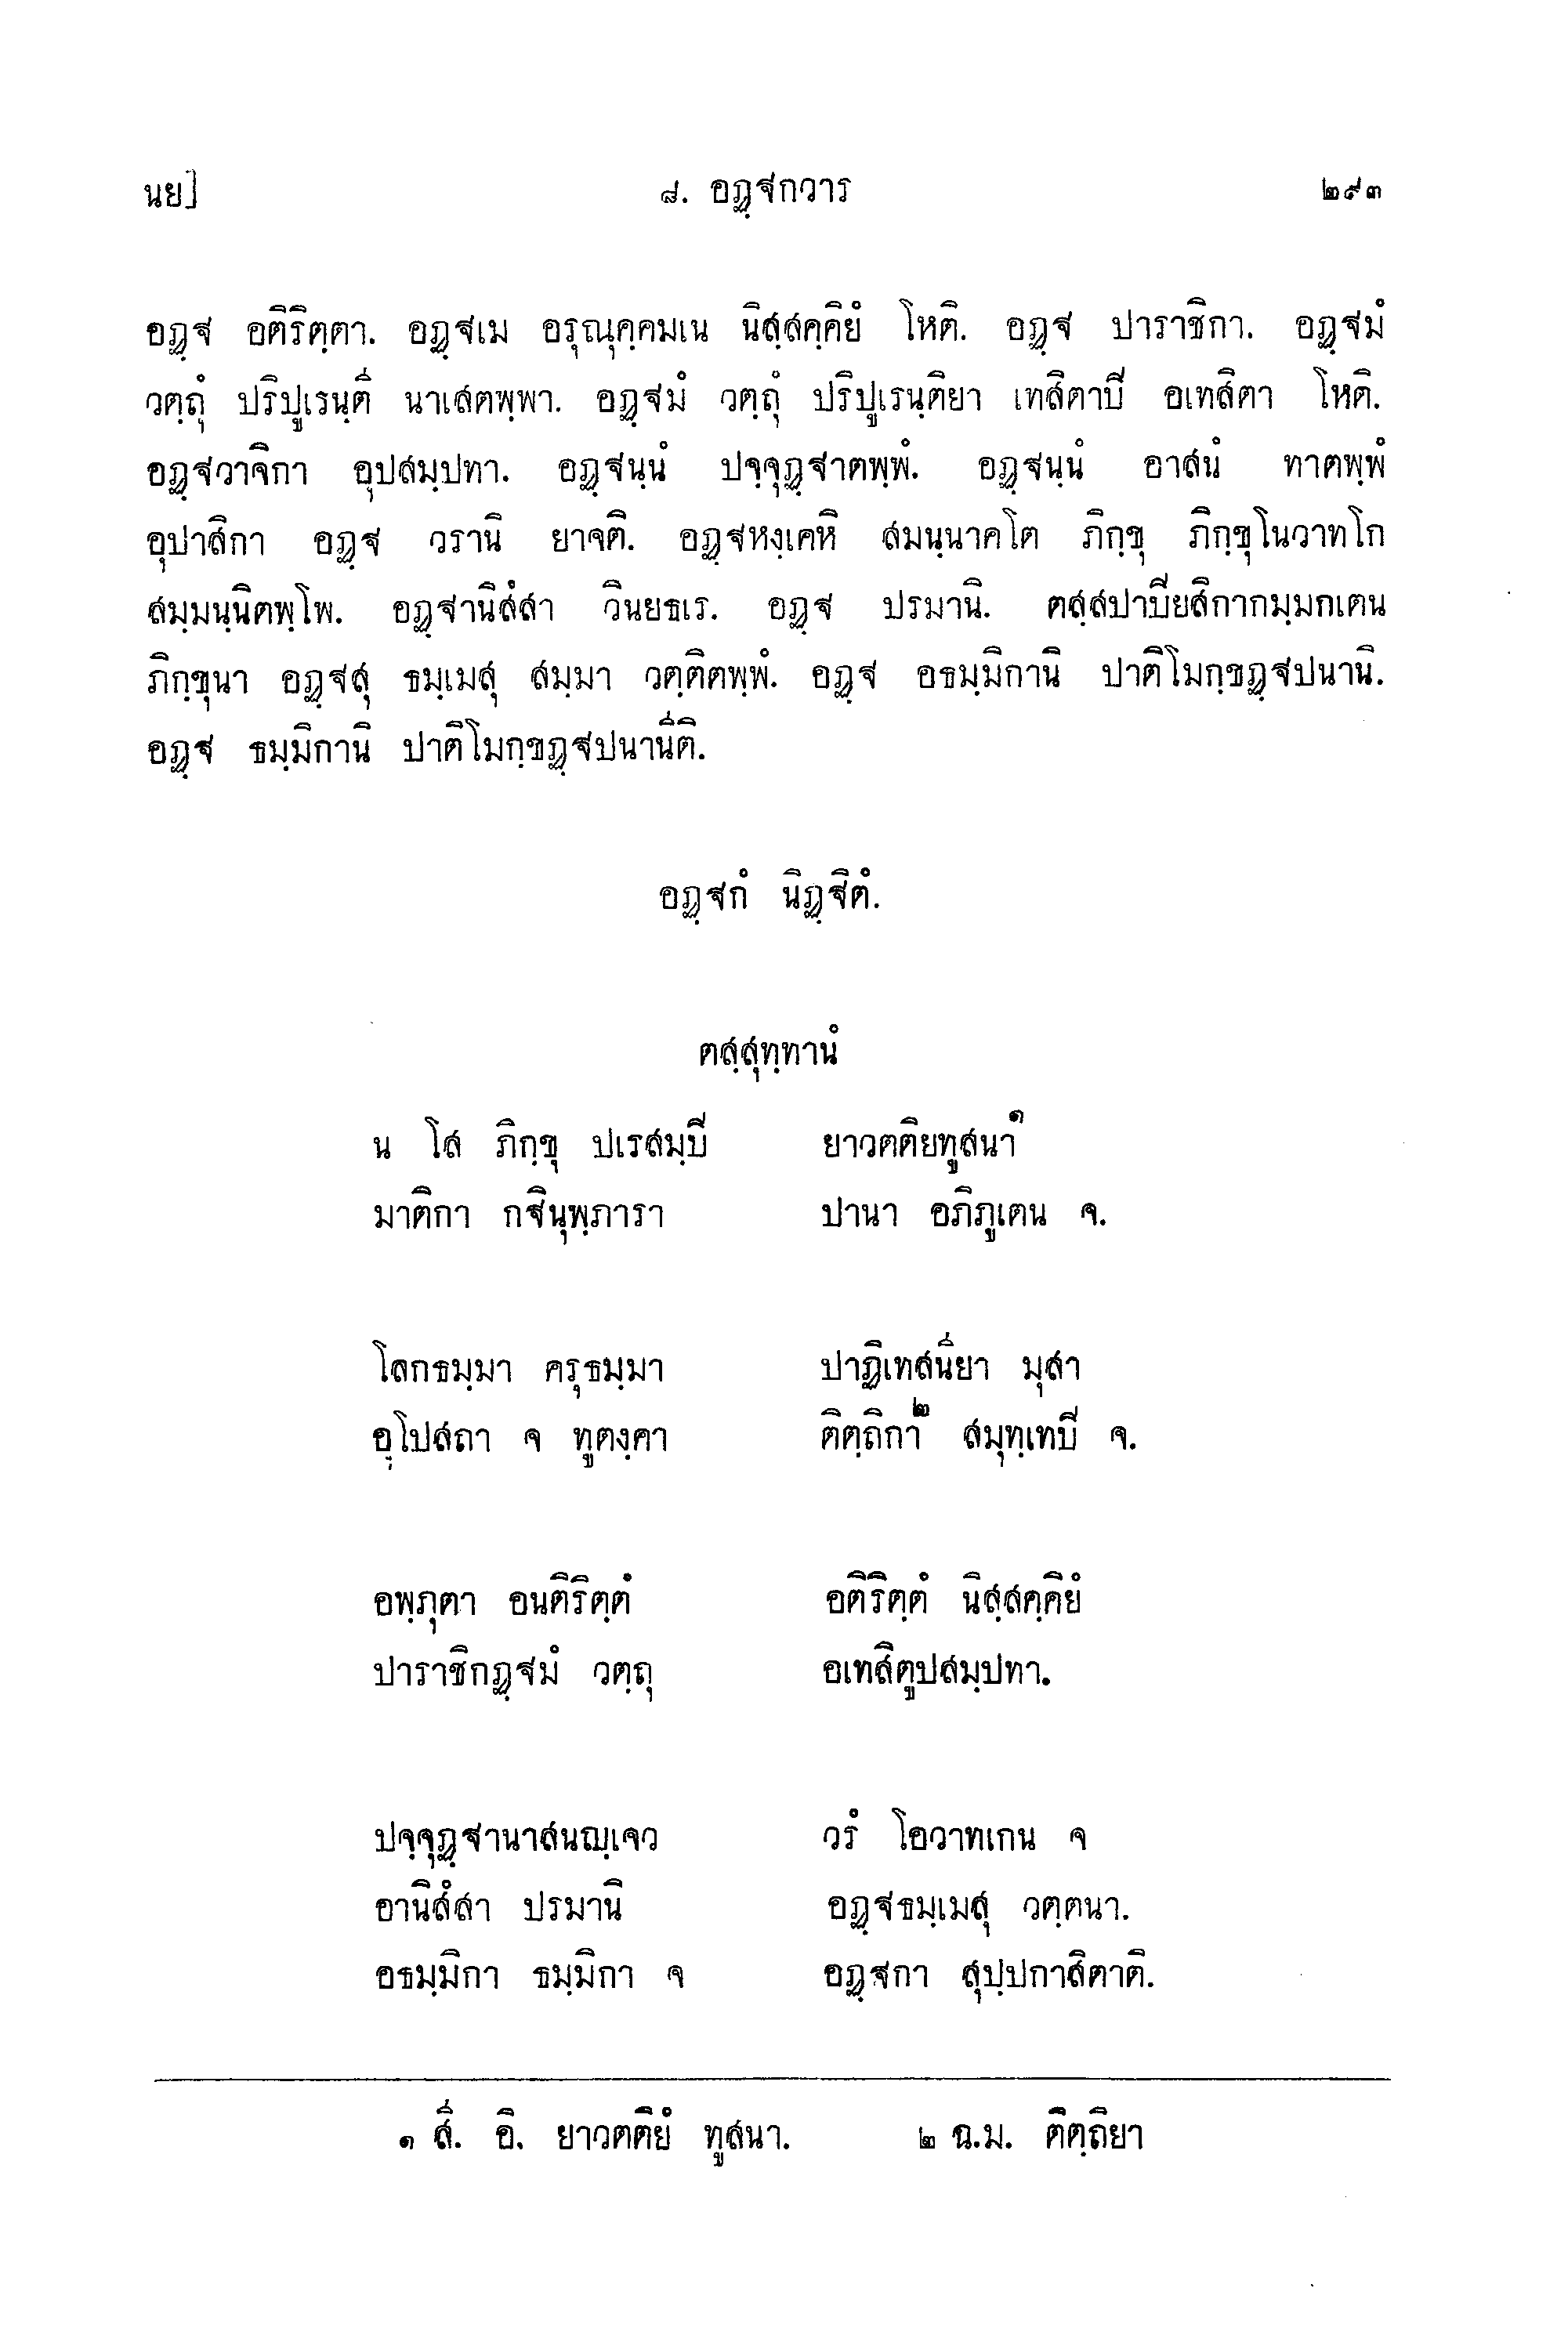 นย] ๘. อฏฺฐกวาร ๒๙๓
อฏฺฐ อติริตฺตา. อฏฺฐเม อรุณุคฺคมเน นิสฺสคฺคิยํ โหติ. อฏฺฐ ปาราชิกา. อฏฺฐมํ
วตฺถุํ ปริปูเรนฺตี นาเสตพฺพา. อฏฺฐมํ วตฺถุํ ปริปูเรนฺติยา เทสิตาปิ อเทสิตา โหติ.
อฏฺฐวาจิกา อุปสมฺปทา. อฏฺฐนฺนํ ปจฺจุฏฺฐาตพฺพํ. อฏฺฐนฺนํ อาสนํ ทาตพฺพํ
อุปาสิกา อฏฺฐ วรานิ ยาจติ. อฏฺฐหงฺเคหิ สมนฺนาคโต ภิกฺขุ ภิกฺขุโนวาทโก
สมฺมนฺนิตพฺโพ. อฏฺฐานิสํสา วินยธเร. อฏฺฐ ปรมานิ. ตสฺสปาปิยสิกากมฺมกเตน
ภิกฺขุนา อฏฺฐสุ ธมฺเมสุ สมฺมา วตฺติตพฺพํ. อฏฺฐ อธมฺมิกานิ ปาติโมกฺขฏฺฐปนานิ.
อฏฺฐ ธมฺมิกานิ ปาติโมกฺขฏฺฐปนานีติ.
อฏฺฐกํ นิฏฺฐิตํ.
ตสฺสุทฺทานํ
น โส ภิกฺขุ ปเรสมฺปิ ยาวตติยทูสนา๑
มาติกา กฐินุพฺภารา ปานา อภิภูเตน จ.
โลกธมฺมา ครุธมฺมา ปาฏิเทสนียา มุสา
อุโปสถา จ ทูตงฺคา ติตฺถิกา๒ สมุทฺเทปิ จ.
อพฺภุตา อนติริตฺตํ อติริตฺตํ นิสฺสคฺคิยํ
ปาราชิกฏฺฐมํ วตฺถุ อเทสิตูปสมฺปทา.
ปจฺจุฏฺฐานาสนญฺเจว วรํ โอวาทเกน จ
อานิสํสา ปรมานิ อฏฺฐธมฺเมสุ วตฺตนา.
อธมฺมิกา ธมฺมิกา จ อฏฺฐกา สุปฺปกาสิตาติ.
๑ สี. อิ. ยาวตติยํ ทูสนา. ๒ ฉ.ม. ติตฺถิยา